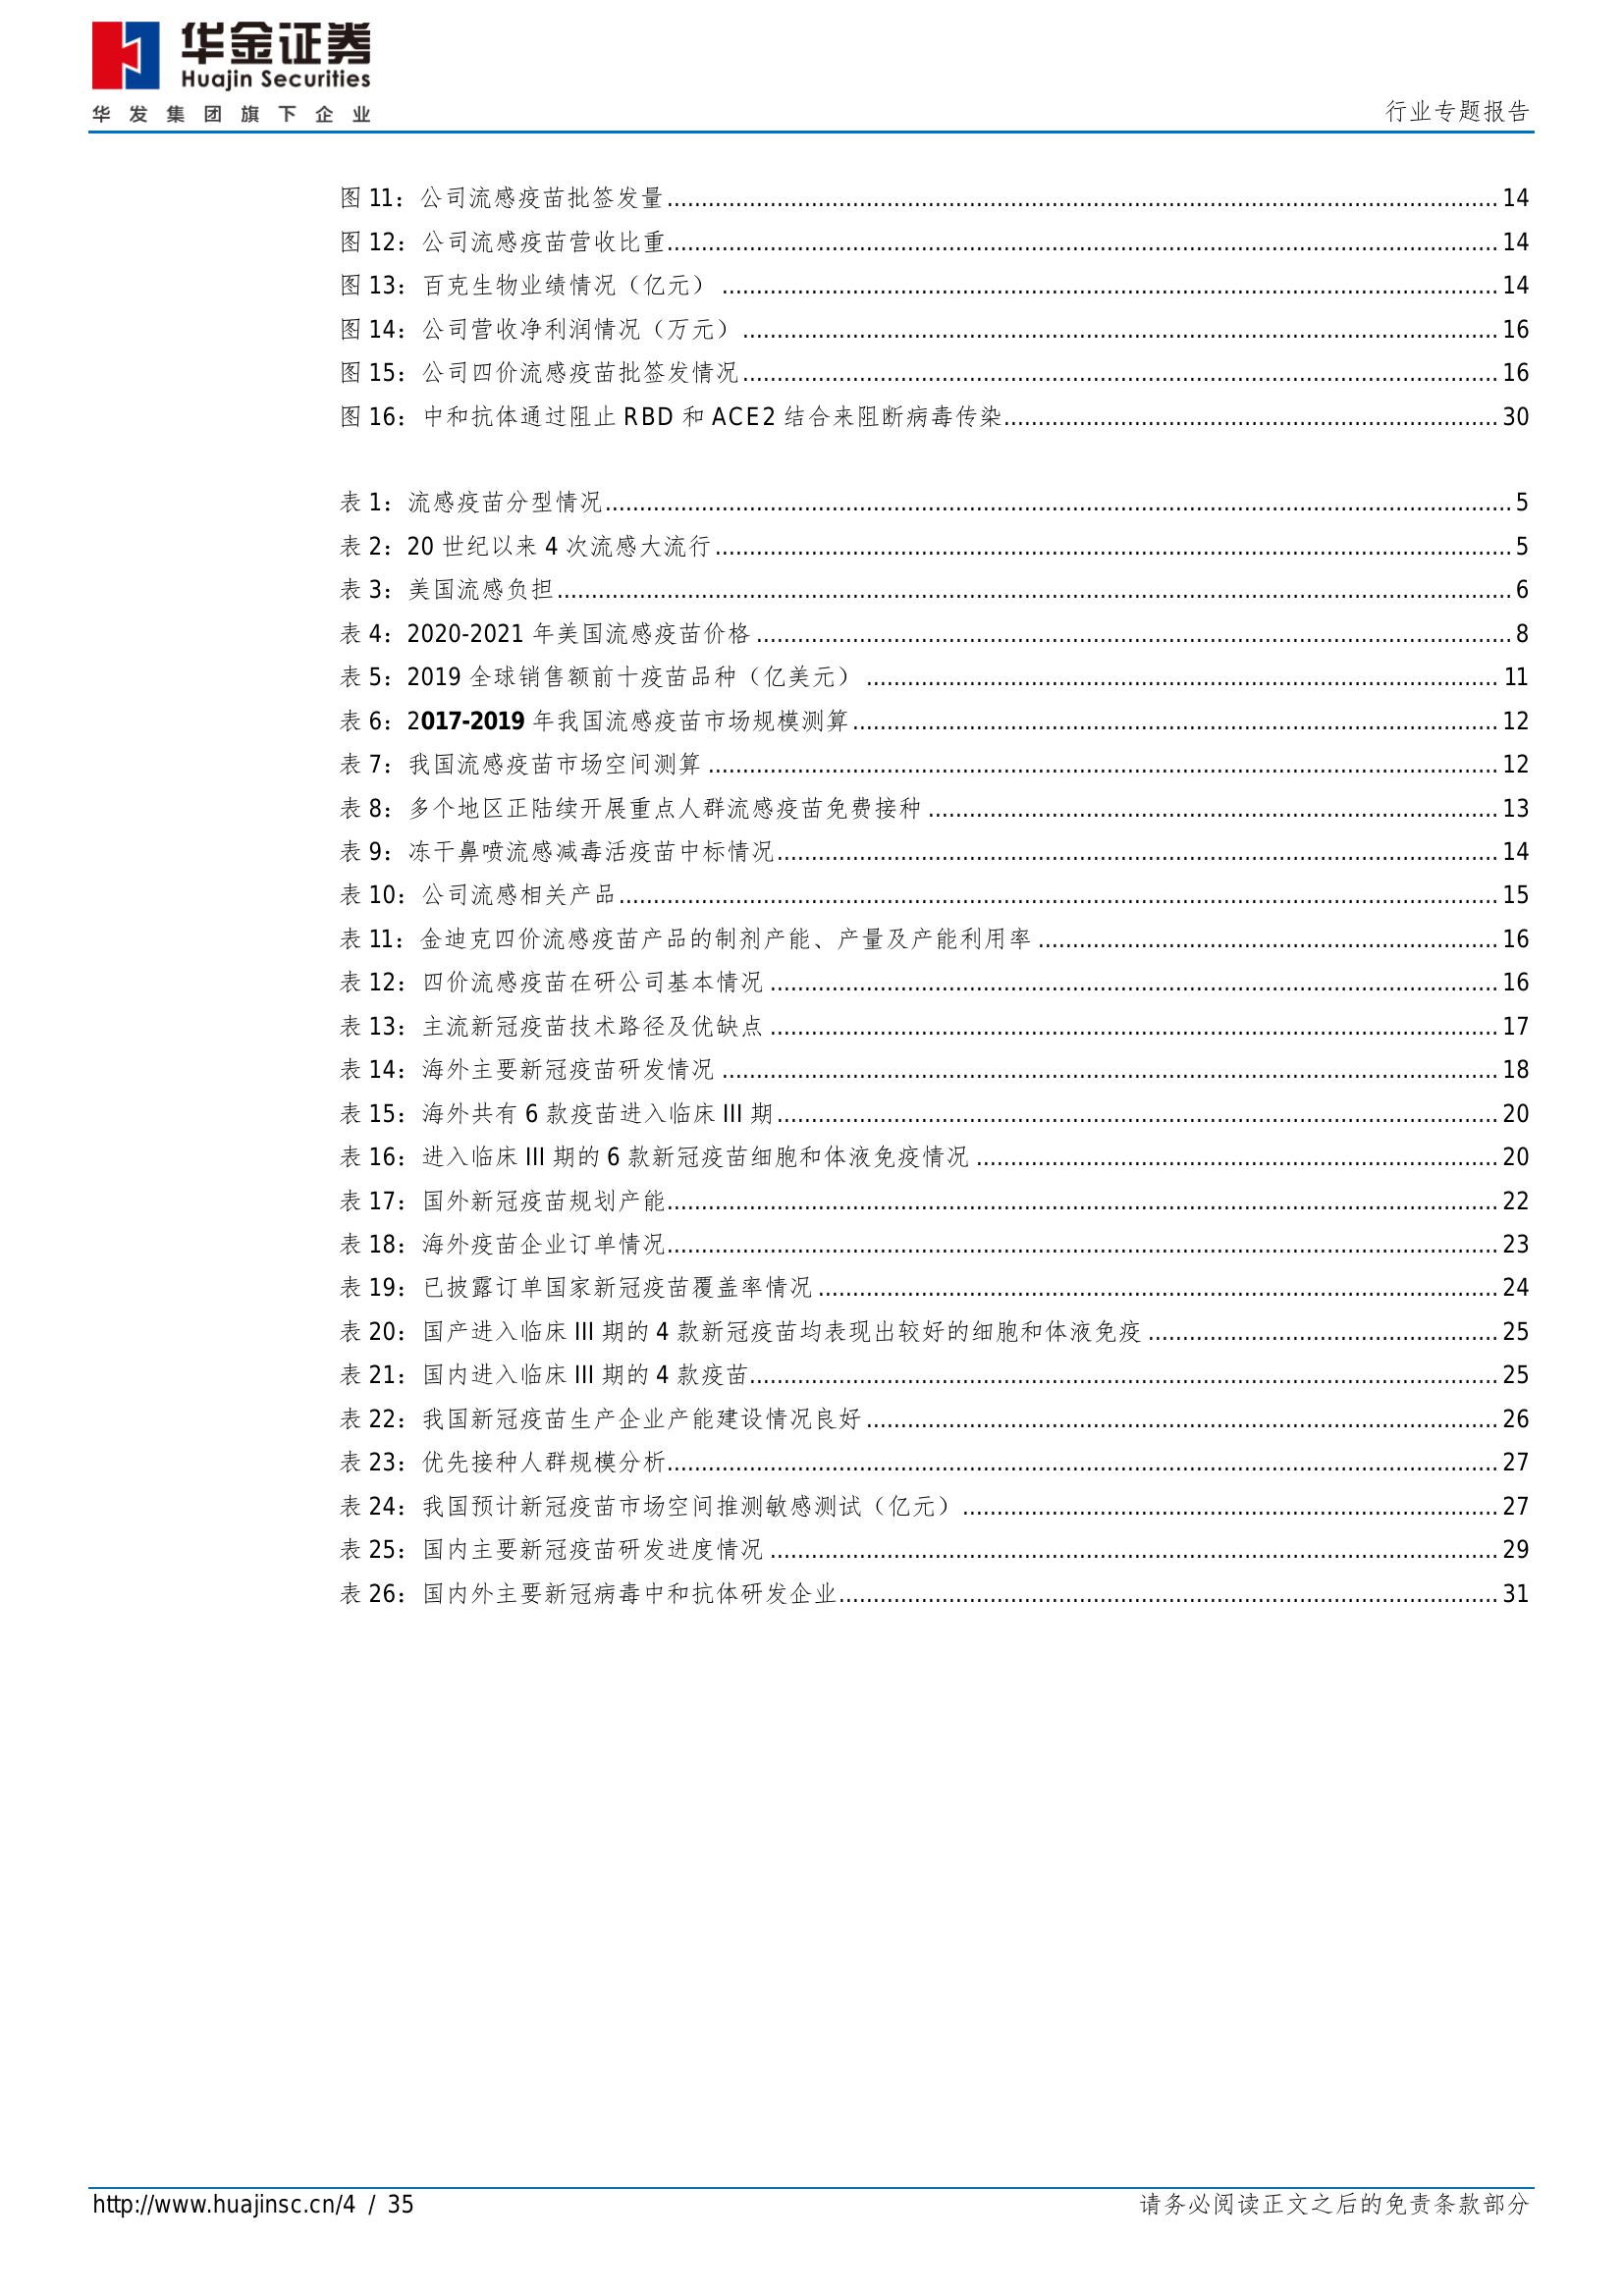 华金证券
Huajin Securities
华发集团旗下企业
行业专题报告
图 11：公司流感疫苗批签发量 14
图 12：公司流感疫苗营收比重 14
图 13：百克生物业绩情况（亿元） 14
图 14：公司营收净利润情况（万元） 16
图 15：公司四价流感疫苗批签发情况 16
图 16：中和抗体通过阻止 RBD 和 ACE2 结合来阻断病毒传染 30
表 1：流感疫苗分型情况 5
表 2：20 世纪以来 4 次流感大流行 5
表 3：美国流感负担 6
表 4：2020-2021 年美国流感疫苗价格 8
表 5：2019 全球销售额前十疫苗品种（亿美元） 11
表 6：2017-2019 年我国流感疫苗市场规模测算 12
表 7：我国流感疫苗市场空间测算 12
表 8：多个地区正陆续开展重点人群流感疫苗免费接种 13
表 9：冻干鼻喷流感减毒活疫苗中标情况 14
表 10：公司流感相关产品 15
表 11：金迪克四价流感疫苗产品的制剂产能、产量及产能利用率 16
表 12：四价流感疫苗在研公司基本情况 16
表 13：主流新冠疫苗技术路径及优缺点 17
表 14：海外主要新冠疫苗研发情况 18
表 15：海外共有 6 款疫苗进入临床 III 期 20
表 16：进入临床 III 期的 6 款新冠疫苗细胞和体液免疫情况 20
表 17：国外新冠疫苗规划产能 22
表 18：海外疫苗企业订单情况 23
表 19：已披露订单国家新冠疫苗覆盖率情况 24
表 20：国产进入临床 III 期的 4 款新冠疫苗均表现出较好的细胞和体液免疫 25
表 21：国内进入临床 III 期的 4 款疫苗 25
表 22：我国新冠疫苗生产企业产能建设情况良好 26
表 23：优先接种人群规模分析 27
表 24：我国预计新冠疫苗市场空间推测敏感测试（亿元） 27
表 25：国内主要新冠疫苗研发进度情况 29
表 26：国内外主要新冠病毒中和抗体研发企业 31
http://www.huajinsc.cn/4 / 35
请务必阅读正文之后的免责条款部分